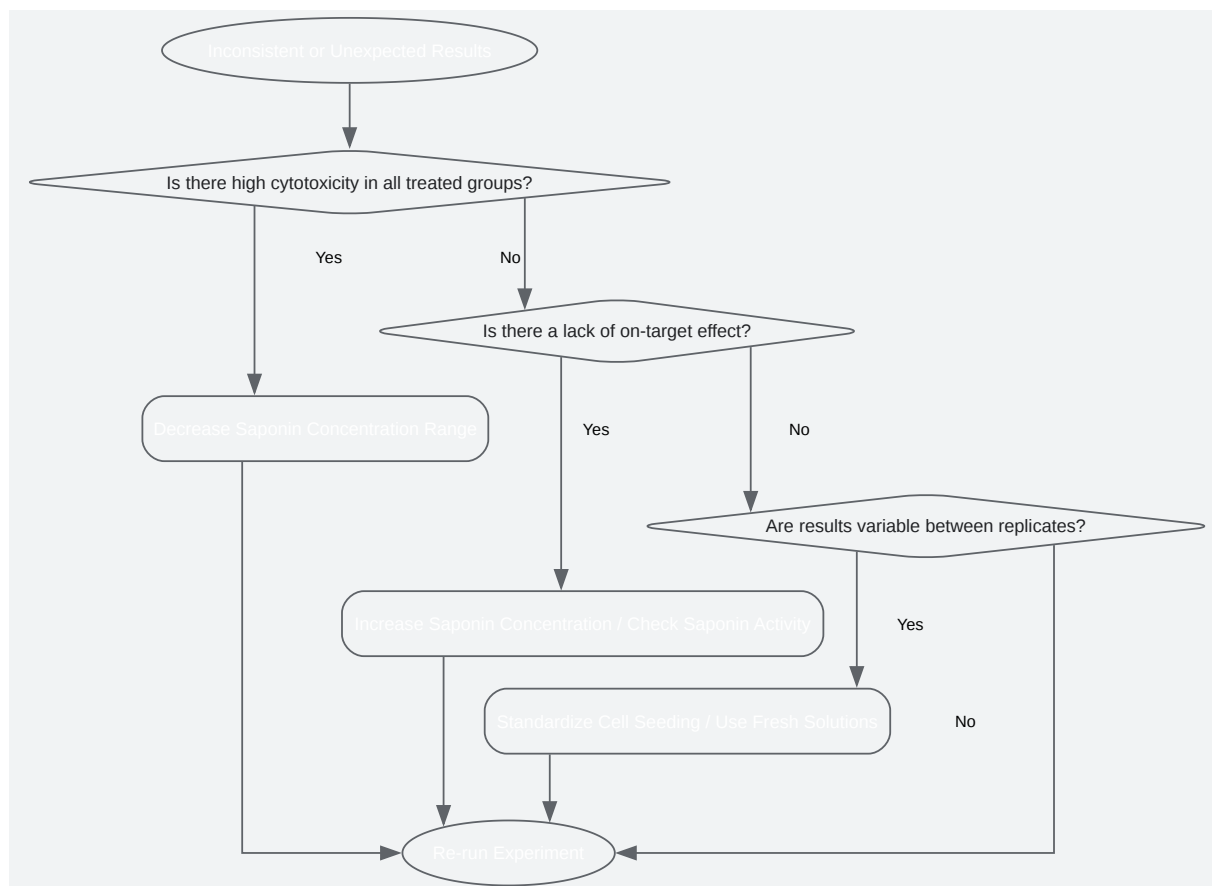 Inconsistent or Unexpected Results
Is there high cytotoxicity in all treated groups?
Yes
No
Is there a lack of on-target effect?
Decrease Saponin Concentration Range
Yes
No
Are results variable between replicates?
Increase Saponin Concentration / Check Saponin Activity
Yes
Standardize Cell Seeding / Use Fresh Solutions
No
Re-run Experiment